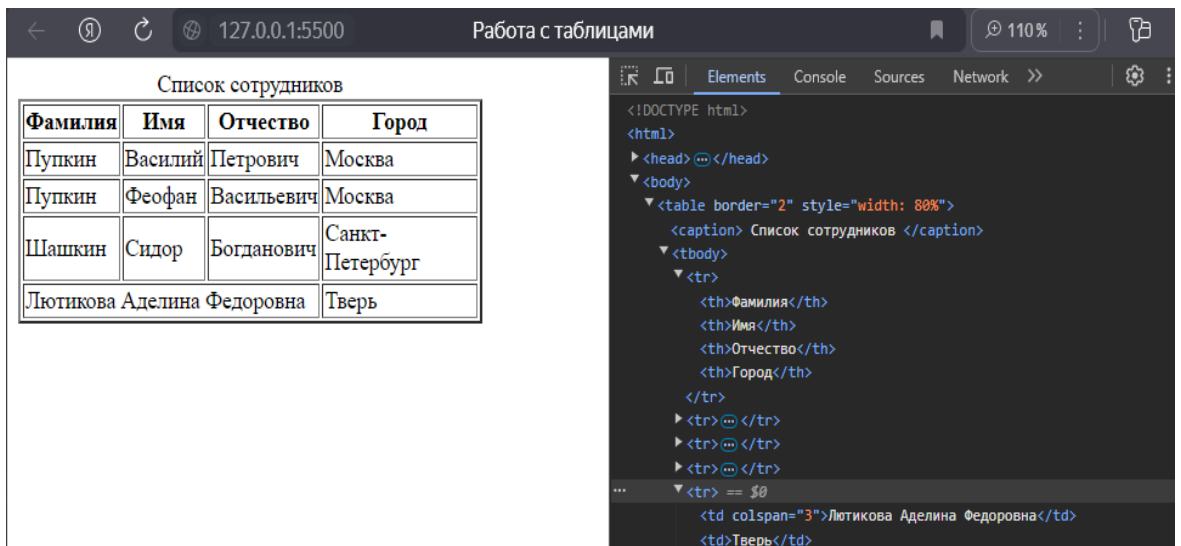 127.0.0.1:5500 Работа с таблицами 110 %
Список сотрудников
Фамилия Имя Отчество Город
Пупкин Василий Петрович Москва
Пупкин Феофан Васильевич Москва
Шашкин Сидор Богданович Санкт-
Петербург
Лютикова Аделина Федоровна Тверь
Elements Console Sources Network
<!DOCTYPE html>
<html>
<head> … </head>
<body>
<table border="2" style="width: 80%">
<caption> Список сотрудников </caption>
<tbody>
<tr>
<th>Фамилия</th>
<th>Имя</th>
<th>Отчество</th>
<th>Город</th>
</tr>
<tr> … </tr>
<tr> … </tr>
<tr> … </tr>
<tr> == $0
<td colspan="3">Лютикова Аделина Федоровна</td>
<td>Тверь</td>